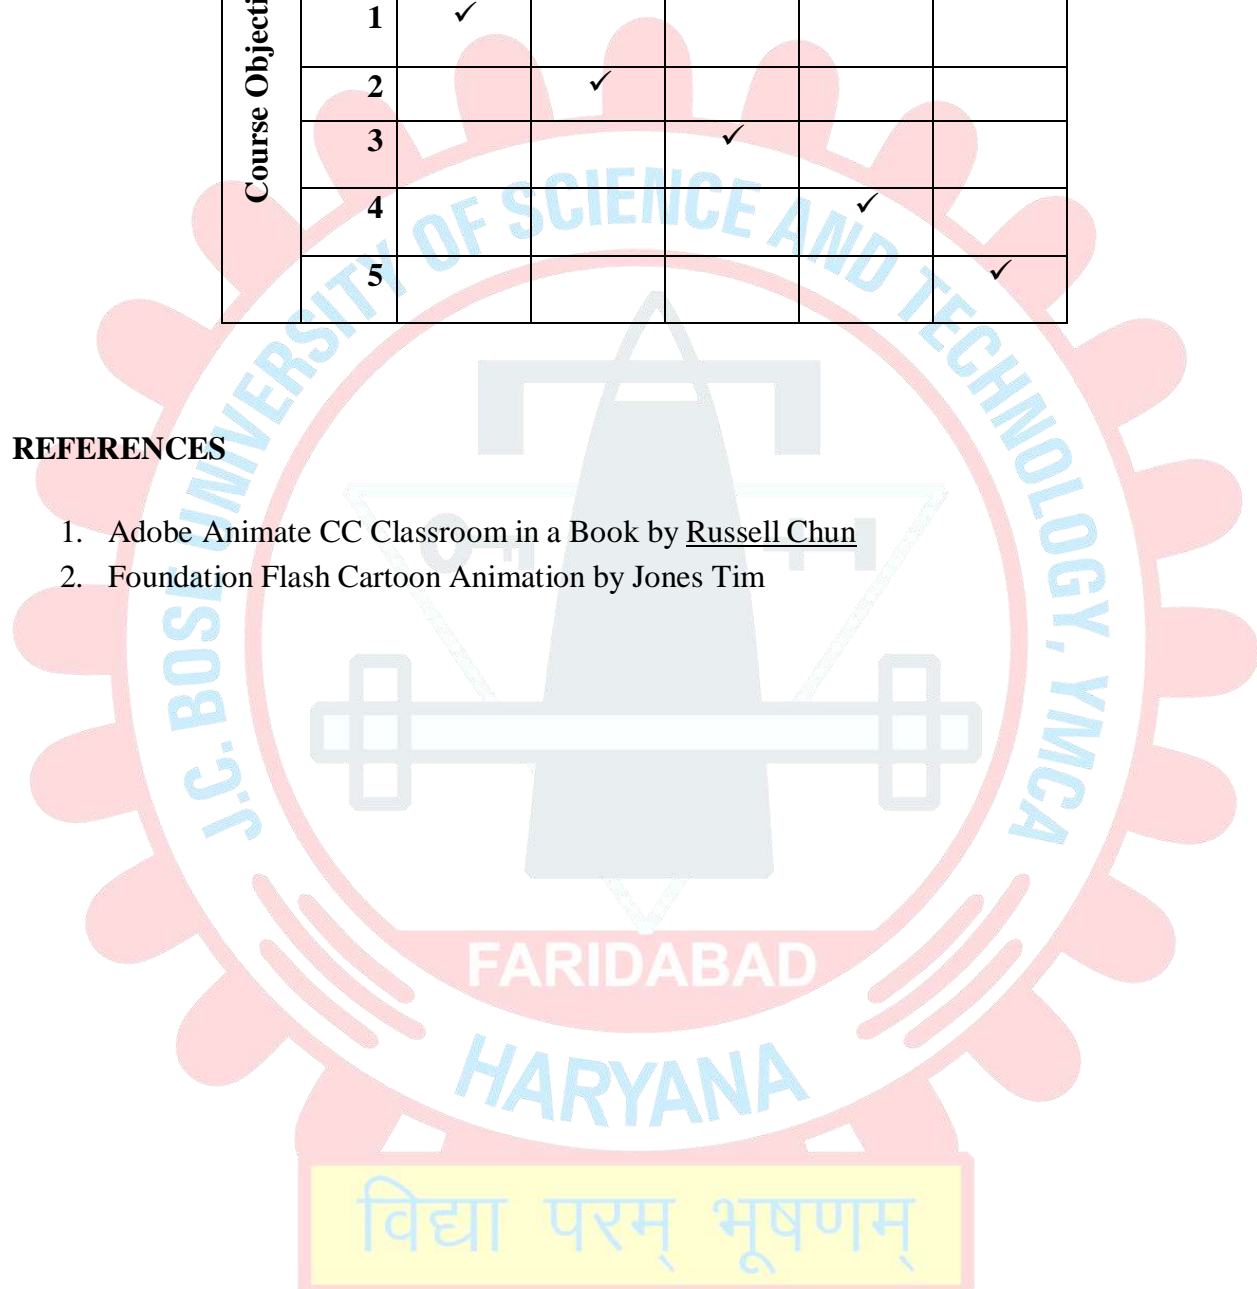 Course Objecti
1 ✓
2 ✓
3 ✓
4 ✓
5 ✓
REFERENCES
1. Adobe Animate CC Classroom in a Book by Russell Chun
2. Foundation Flash Cartoon Animation by Jones Tim
J.C. BOSE UNIVERSITY OF SCIENCE AND TECHNOLOGY, YMCA
FARIDABAD
HARYANA
विद्या परम् भूषणम्